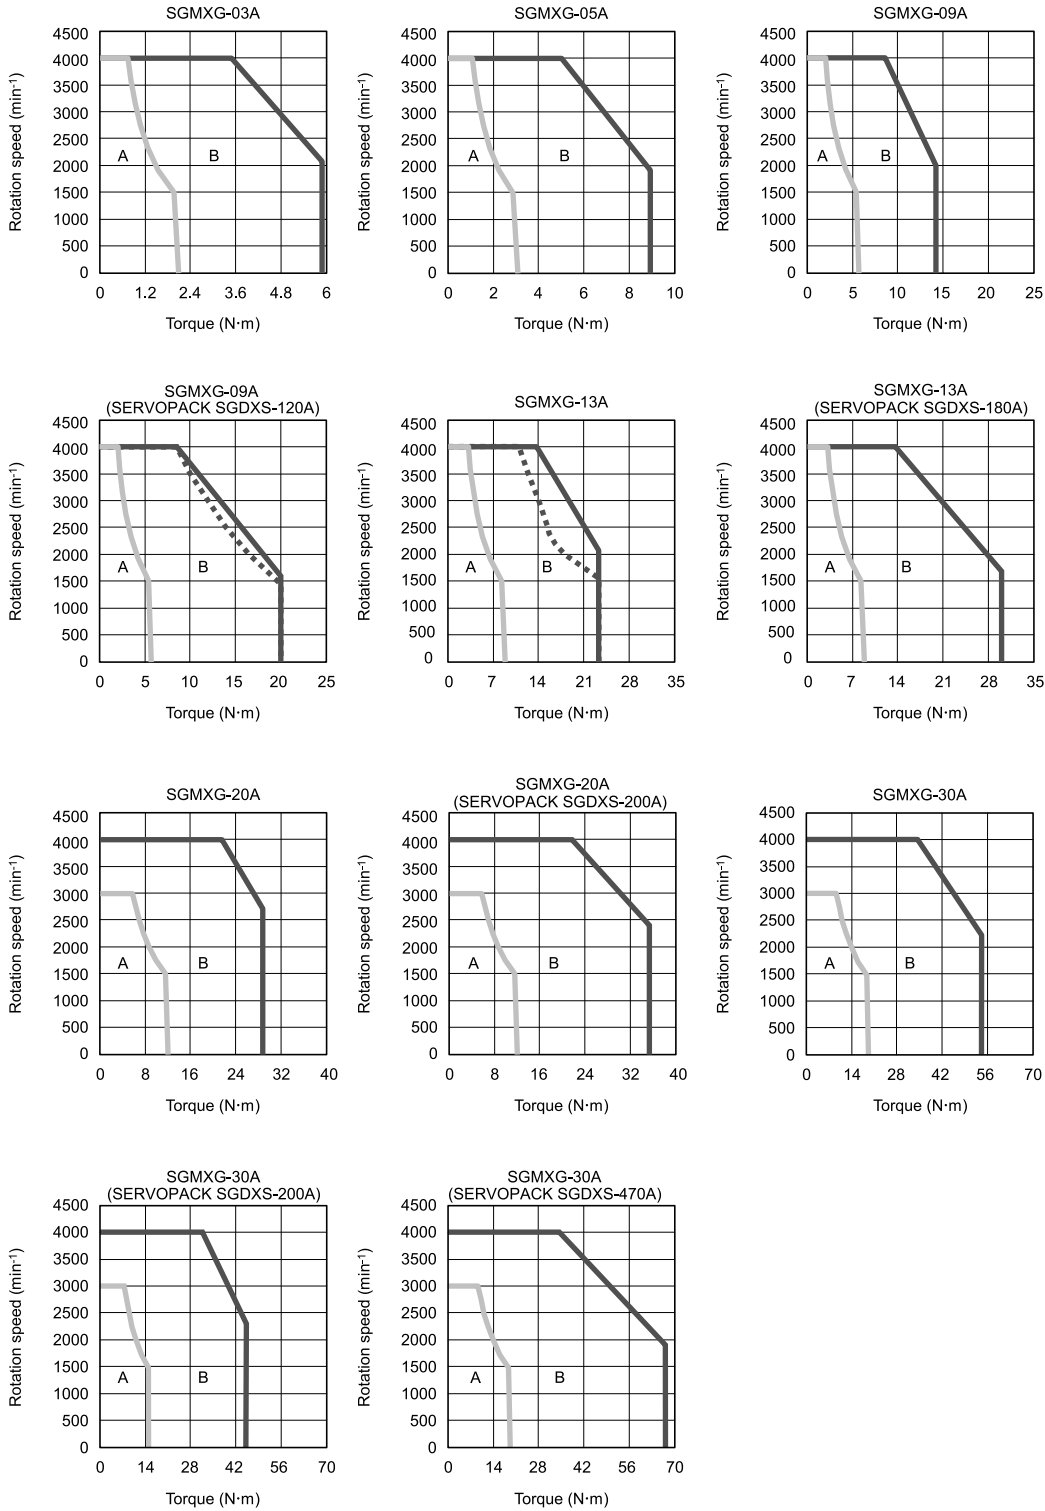 SGMXG-03A
Rotation speed (min-1)
4500
4000
3500
3000
2500
2000
1500
1000
500
0
A
B
0 1.2 2.4 3.6 4.8 6
Torque (N·m)
SGMXG-05A
Rotation speed (min-1)
4500
4000
3500
3000
2500
2000
1500
1000
500
0
A
B
0 2 4 6 8 10
Torque (N·m)
SGMXG-09A
Rotation speed (min-1)
4500
4000
3500
3000
2500
2000
1500
1000
500
0
A
B
0 5 10 15 20 25
Torque (N·m)
SGMXG-09A
(SERVOPACK SGDXS-120A)
Rotation speed (min-1)
4500
4000
3500
3000
2500
2000
1500
1000
500
0
A
B
0 5 10 15 20 25
Torque (N·m)
SGMXG-13A
Rotation speed (min-1)
4500
4000
3500
3000
2500
2000
1500
1000
500
0
A
B
0 7 14 21 28 35
Torque (N·m)
SGMXG-13A
(SERVOPACK SGDXS-180A)
Rotation speed (min-1)
4500
4000
3500
3000
2500
2000
1500
1000
500
0
A
B
0 7 14 21 28 35
Torque (N·m)
SGMXG-20A
Rotation speed (min-1)
4500
4000
3500
3000
2500
2000
1500
1000
500
0
A
B
0 8 16 24 32 40
Torque (N·m)
SGMXG-20A
(SERVOPACK SGDXS-200A)
Rotation speed (min-1)
4500
4000
3500
3000
2500
2000
1500
1000
500
0
A
B
0 8 16 24 32 40
Torque (N·m)
SGMXG-30A
Rotation speed (min-1)
4500
4000
3500
3000
2500
2000
1500
1000
500
0
A
B
0 14 28 42 56 70
Torque (N·m)
SGMXG-30A
(SERVOPACK SGDXS-200A)
Rotation speed (min-1)
4500
4000
3500
3000
2500
2000
1500
1000
500
0
A
B
0 14 28 42 56 70
Torque (N·m)
SGMXG-30A
(SERVOPACK SGDXS-470A)
Rotation speed (min-1)
4500
4000
3500
3000
2500
2000
1500
1000
500
0
A
B
0 14 28 42 56 70
Torque (N·m)